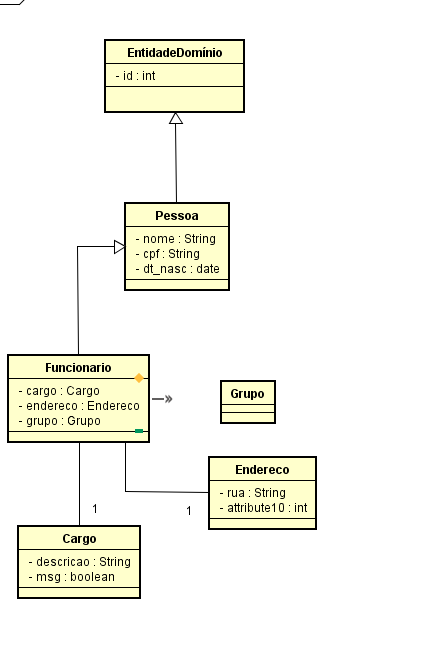 EntidadeDomínio
- id : int
Pessoa
- nome : String
- cpf : String
- dt_nasc : date
Funcionario
- cargo : Cargo
- endereco : Endereco
- grupo : Grupo
Grupo
Endereco
- rua : String
- attribute10 : int
1
1
Cargo
- descricao : String
- msg : boolean